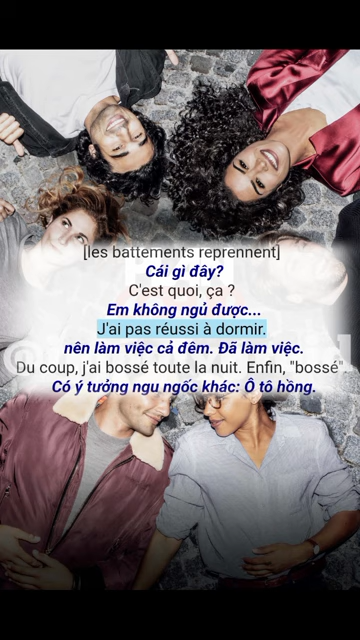 [les battements reprennent]
Cái gì đây?
C'est quoi, ça ?
Em không ngủ được...
J'ai pas réussi à dormir.
nên làm việc cả đêm. Đã làm việc.
Du coup, j'ai bossé toute la nuit. Enfin, "bossé".
Có ý tưởng ngu ngốc khác: Ô tô hồng.